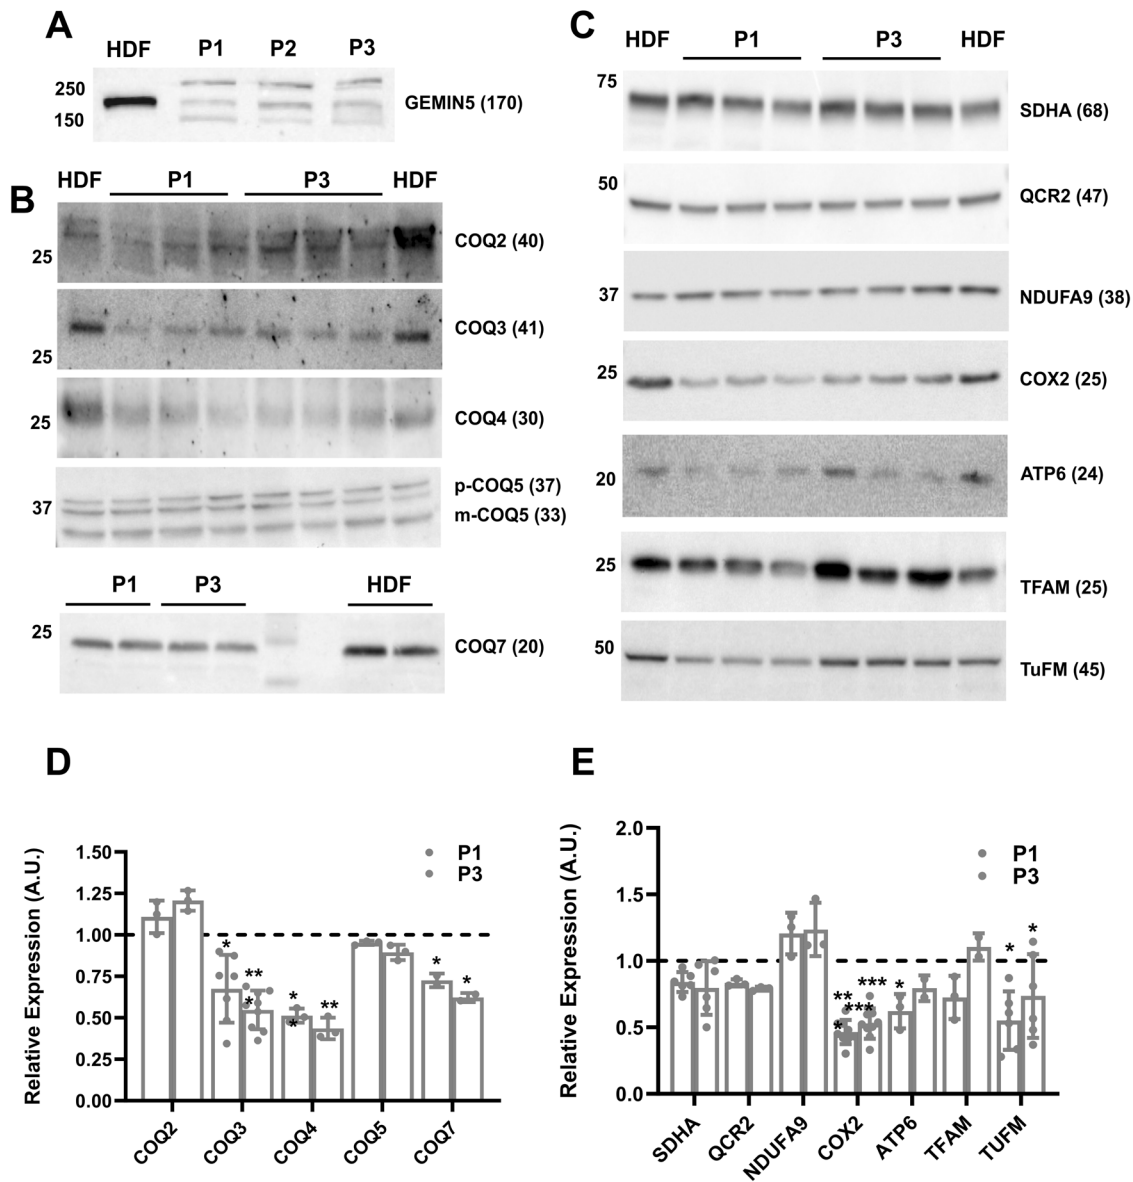 A
HDF P1 P2 P3
250
150
GEMIN5 (170)
B
HDF P1 P3 HDF
25
COQ2 (40)
25
COQ3 (41)
25
COQ4 (30)
37
p-COQ5 (37)
m-COQ5 (33)
P1 P3 HDF
25
COQ7 (20)
C
HDF P1 P3 HDF
75
SDHA (68)
50
QCR2 (47)
37
NDUFA9 (38)
25
COX2 (25)
20
ATP6 (24)
25
TFAM (25)
50
TuFM (45)
D
Relative Expression (A.U.)
1.50
1.25
1.00
0.75
0.50
0.25
0.00
P1
P3
*
**
*
*
*
**
*
*
COQ2 COQ3 COQ4 COQ5 COQ7
E
Relative Expression (A.U.)
2.0
1.5
1.0
0.5
0.0
P1
P3
**
*
***
***
*
*
*
SDHA QCR2 NDUFA9 COX2 ATP6 TFAM TUFM